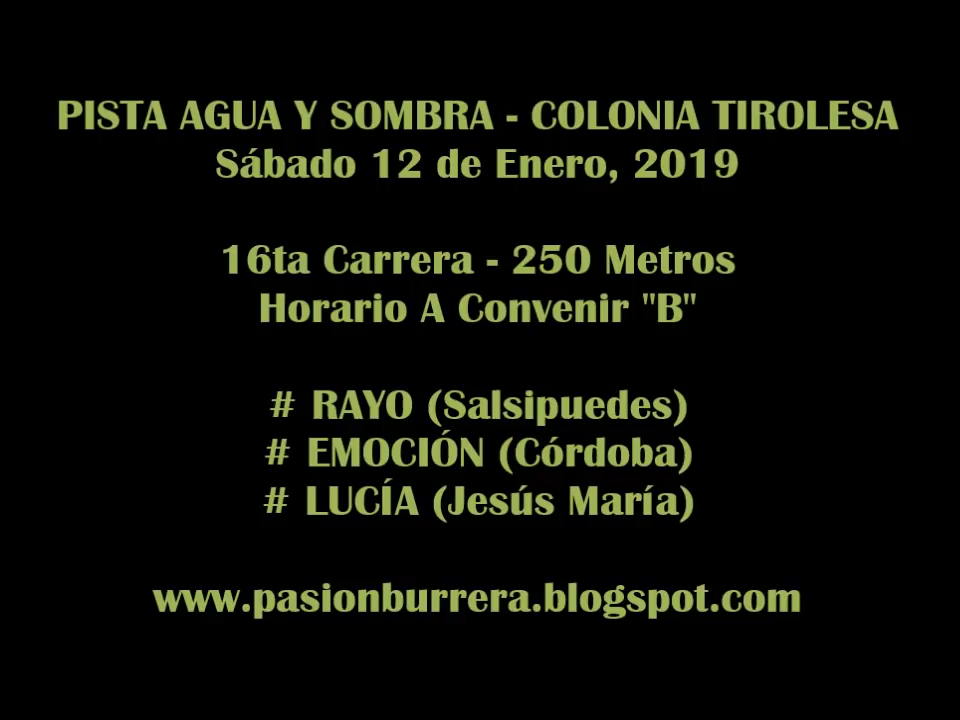 PISTA AGUA Y SOMBRA - COLONIA TIROLESA
Sábado 12 de Enero, 2019
16ta Carrera - 250 Metros
Horario A Convenir "B"
# RAYO (Salsipuedes)
# EMOCIÓN (Córdoba)
# LUCÍA (Jesús María)
www.pasionburrera.blogspot.com